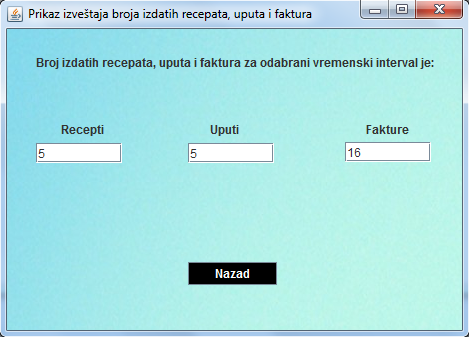 Prikaz izveštaja broja izdatih recepata, uputa i faktura
Broj izdatih recepata, uputa i faktura za odabrani vremenski interval je:
Recepti Uputi Fakture
5 5 16
Nazad